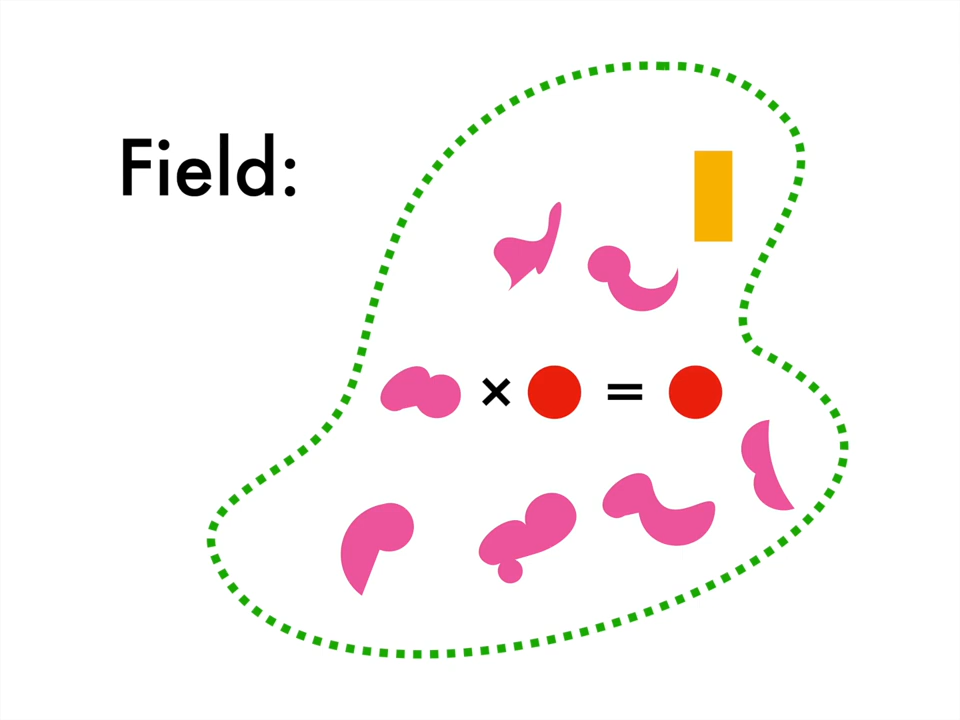 Field:
× =